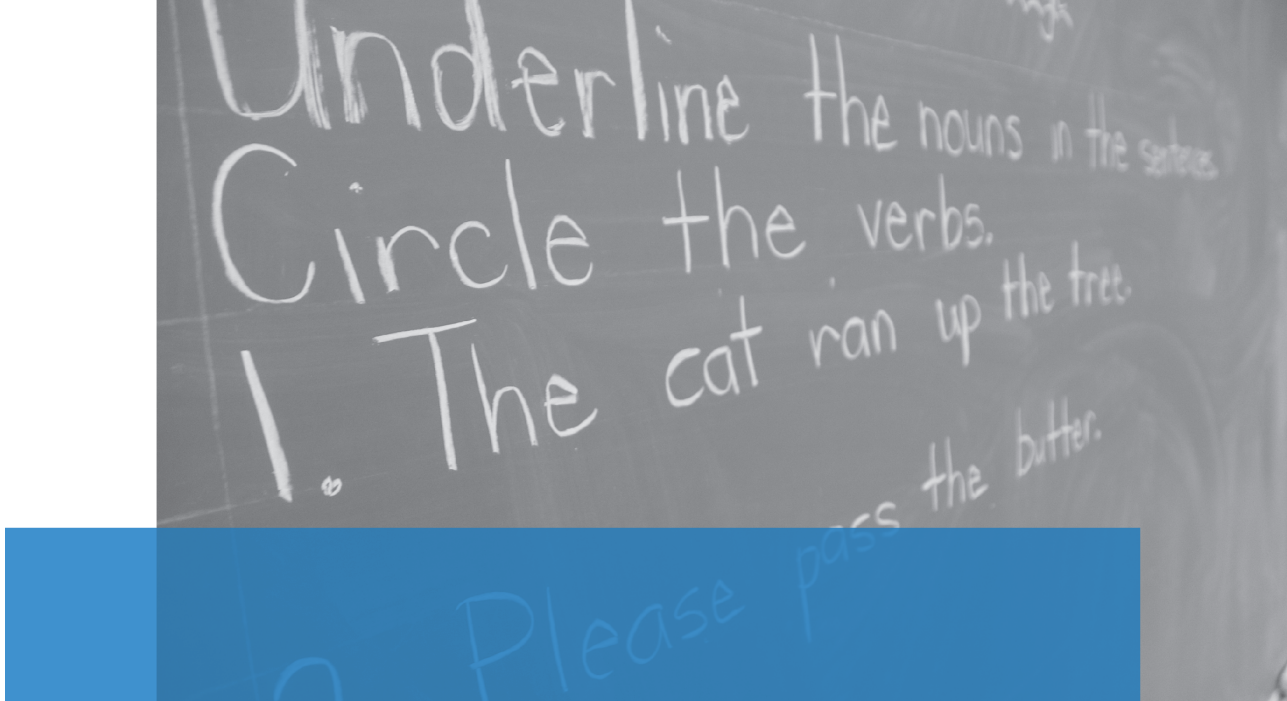 Underline the nouns in the sentences.
Circle the verbs.
1. The cat ran up the tree.
2. Please pass the butter.